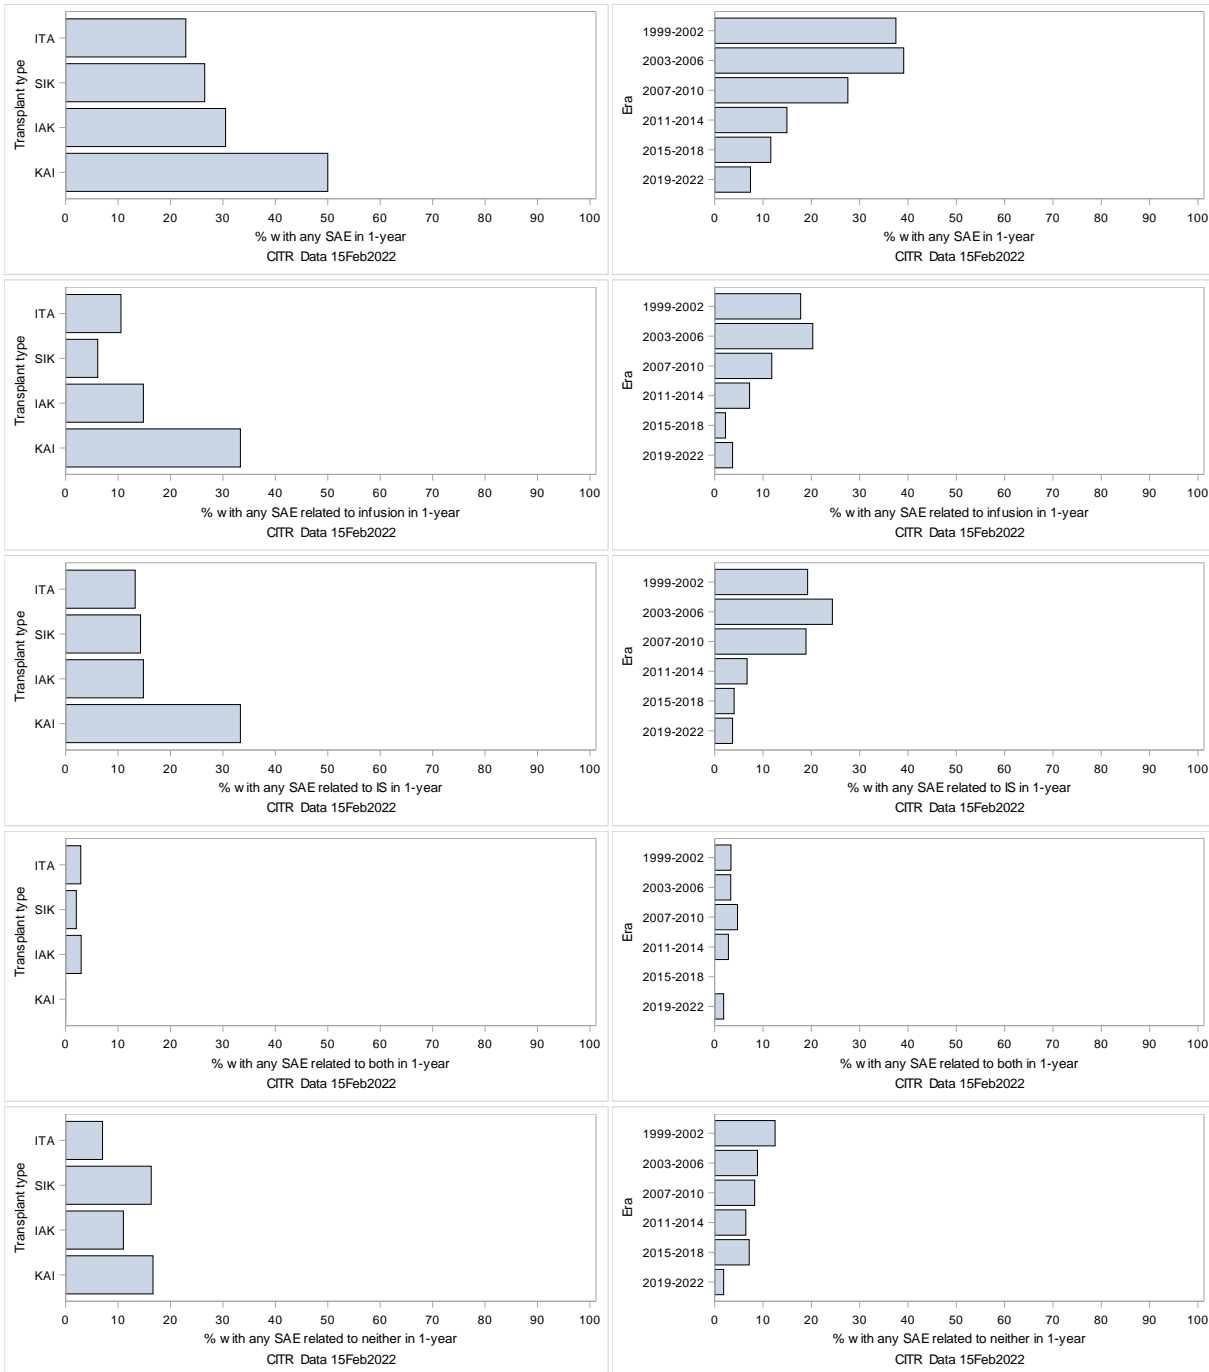 Transplant type
ITA
SIK
IAK
KAI
0 10 20 30 40 50 60 70 80 90 100
% with any SAE in 1-year
CITR Data 15Feb2022
Era
1999-2002
2003-2006
2007-2010
2011-2014
2015-2018
2019-2022
0 10 20 30 40 50 60 70 80 90 100
% with any SAE in 1-year
CITR Data 15Feb2022
Transplant type
ITA
SIK
IAK
KAI
0 10 20 30 40 50 60 70 80 90 100
% with any SAE related to infusion in 1-year
CITR Data 15Feb2022
Era
1999-2002
2003-2006
2007-2010
2011-2014
2015-2018
2019-2022
0 10 20 30 40 50 60 70 80 90 100
% with any SAE related to infusion in 1-year
CITR Data 15Feb2022
Transplant type
ITA
SIK
IAK
KAI
0 10 20 30 40 50 60 70 80 90 100
% with any SAE related to IS in 1-year
CITR Data 15Feb2022
Era
1999-2002
2003-2006
2007-2010
2011-2014
2015-2018
2019-2022
0 10 20 30 40 50 60 70 80 90 100
% with any SAE related to IS in 1-year
CITR Data 15Feb2022
Transplant type
ITA
SIK
IAK
KAI
0 10 20 30 40 50 60 70 80 90 100
% with any SAE related to both in 1-year
CITR Data 15Feb2022
Era
1999-2002
2003-2006
2007-2010
2011-2014
2015-2018
2019-2022
0 10 20 30 40 50 60 70 80 90 100
% with any SAE related to both in 1-year
CITR Data 15Feb2022
Transplant type
ITA
SIK
IAK
KAI
0 10 20 30 40 50 60 70 80 90 100
% with any SAE related to neither in 1-year
CITR Data 15Feb2022
Era
1999-2002
2003-2006
2007-2010
2011-2014
2015-2018
2019-2022
0 10 20 30 40 50 60 70 80 90 100
% with any SAE related to neither in 1-year
CITR Data 15Feb2022